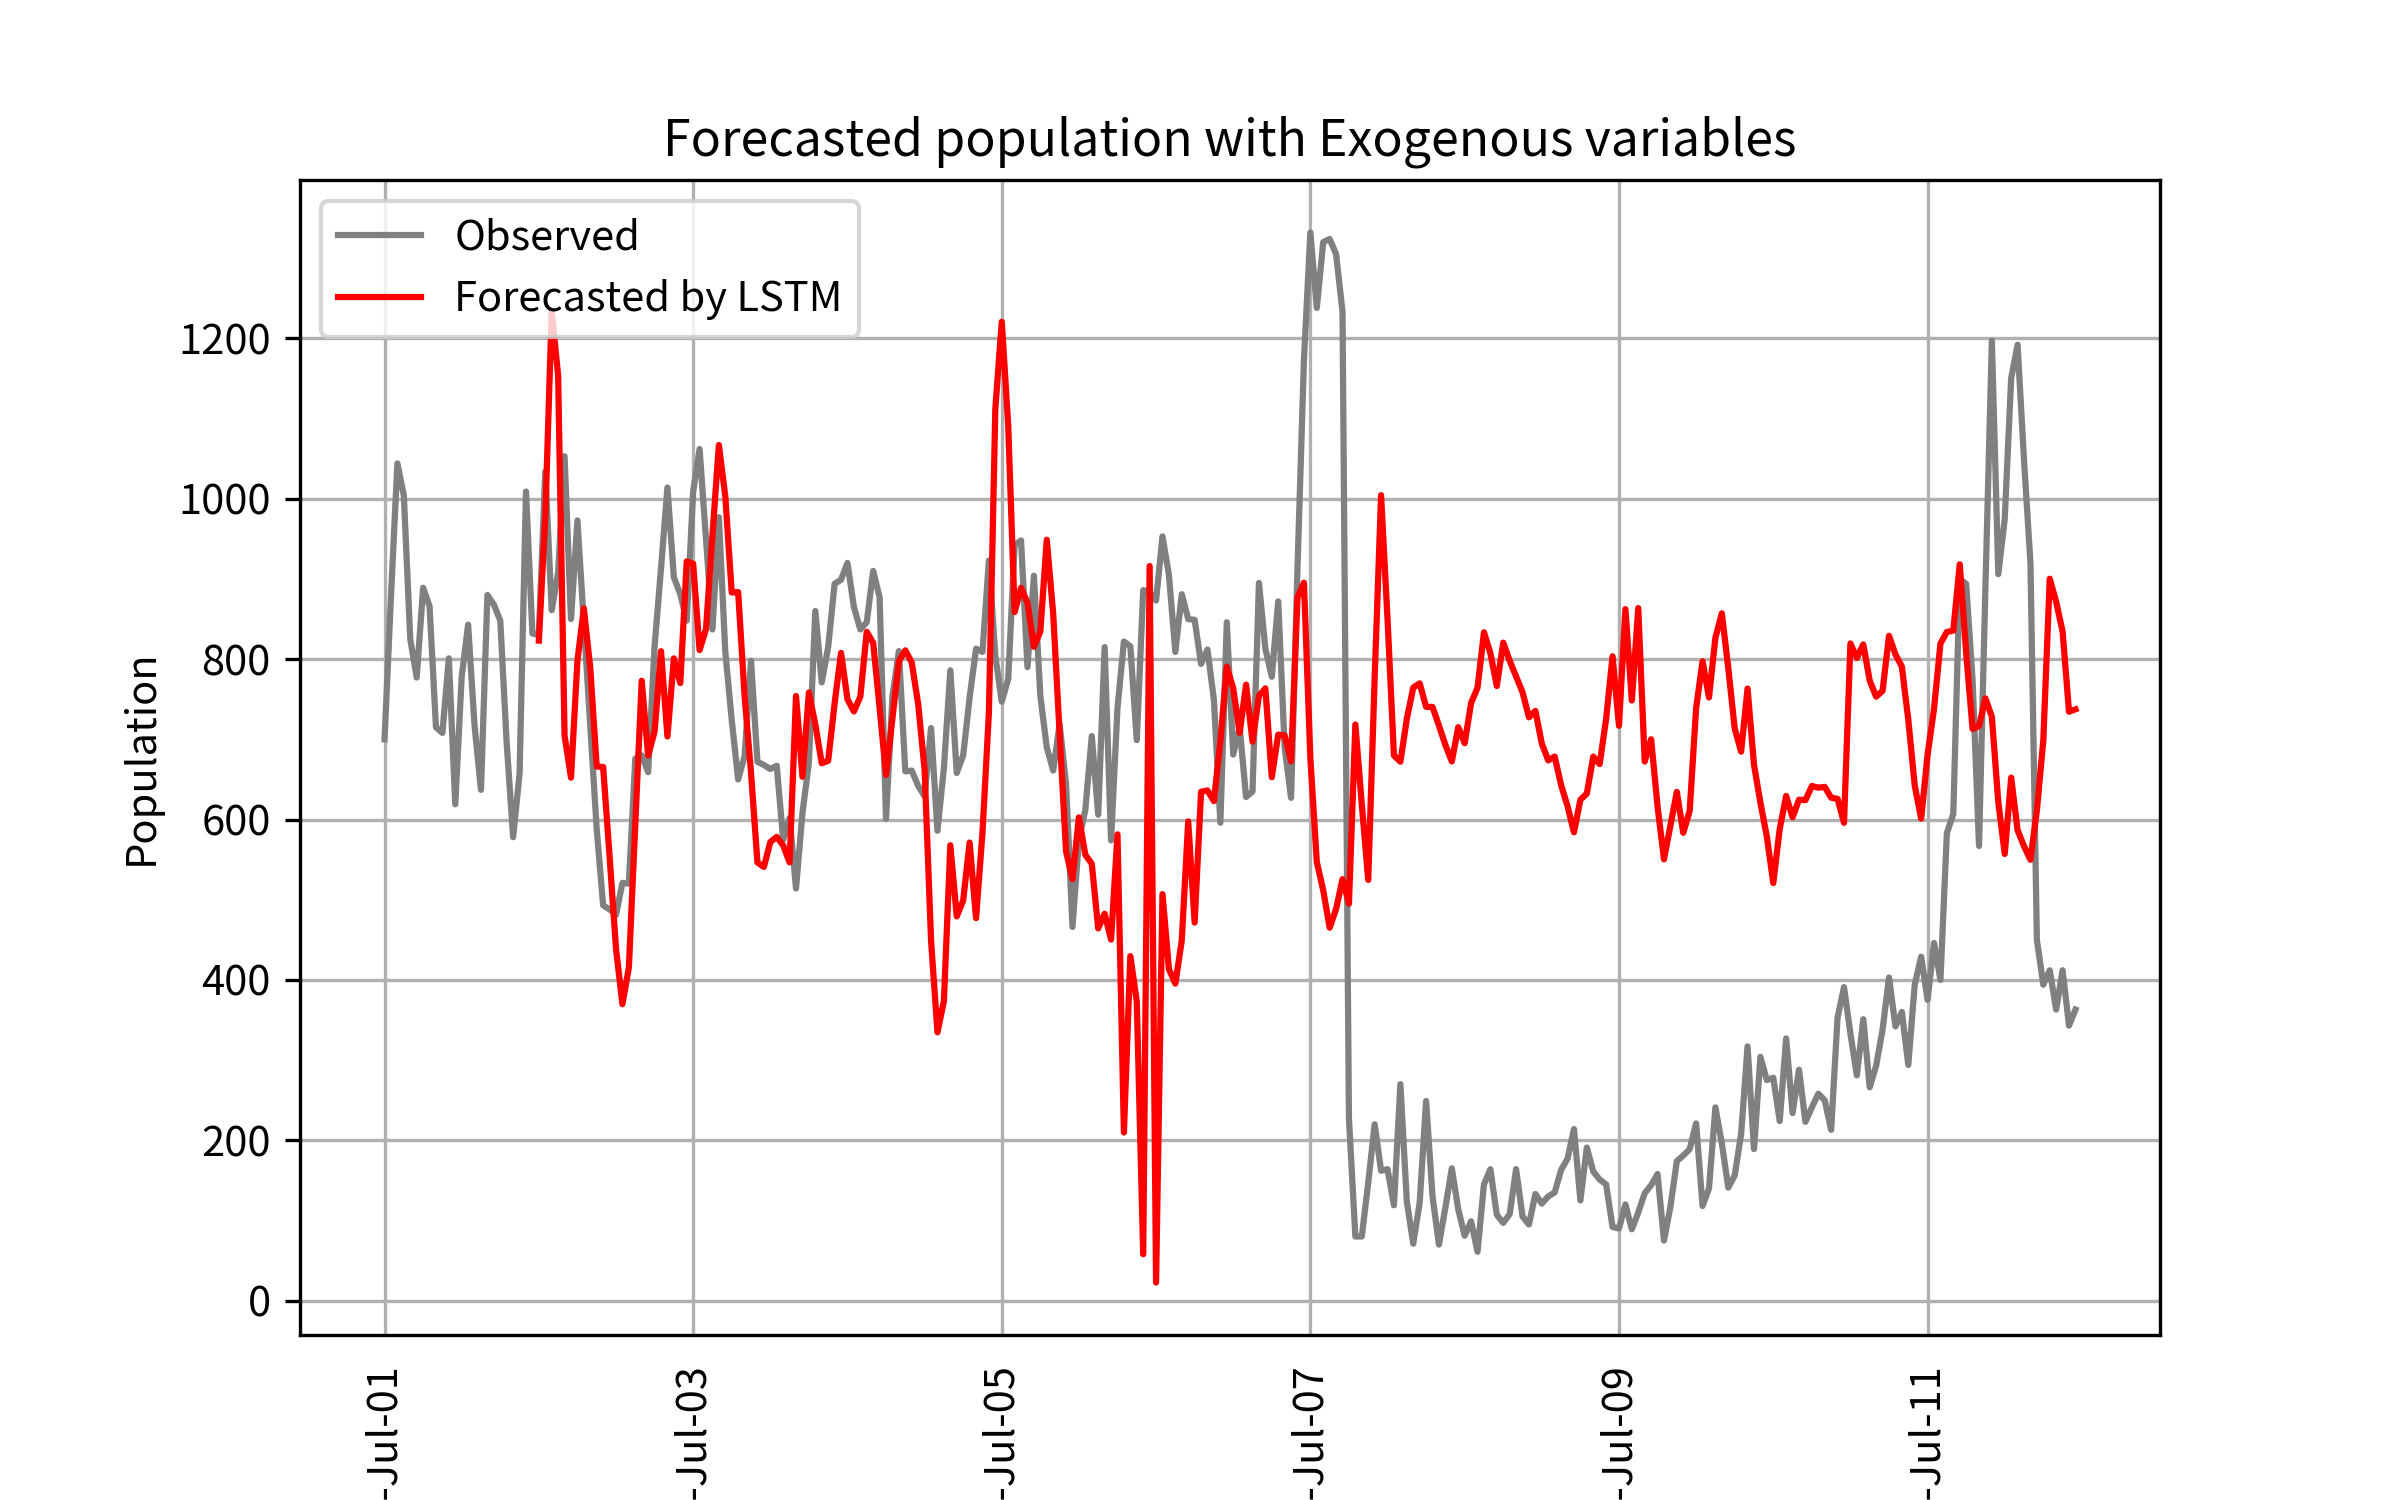 Forecasted population with Exogenous variables
Observed
Forecasted by LSTM
Population
1200
1000
800
600
400
200
0
-Jul-01
-Jul-03
-Jul-05
-Jul-07
-Jul-09
-Jul-11